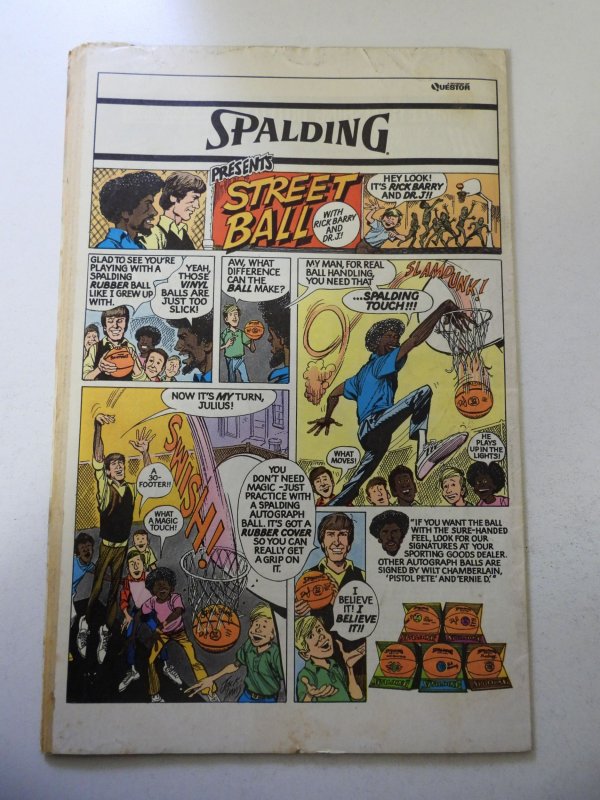 A DIVISION OF
QUESTOR
SPALDING
PRESENTS
STREET
BALL
WITH
RICK BARRY
AND
DR. J!
HEY LOOK!
IT'S RICK BARRY
AND DR. J!!
GLAD TO SEE YOU'RE
PLAYING WITH A
SPALDING
RUBBER BALL
LIKE I GREW UP
WITH.
YEAH,
THOSE
VINYL
BALLS ARE
JUST TOO
SLICK!
AW, WHAT
DIFFERENCE
CAN THE
BALL MAKE?
MY MAN, FOR REAL
BALL HANDLING,
YOU NEED THAT
...SPALDING
TOUCH!!!
SLAMDUNK!
WHAT
MOVES!
HE
PLAYS
UP IN THE
LIGHTS!
NOW IT'S MY TURN,
JULIUS!
A
30-
FOOTER!!
WHAT
A MAGIC
TOUCH!
SWISH!
YOU
DON'T NEED
MAGIC -JUST
PRACTICE WITH
A SPALDING
AUTOGRAPH
BALL. IT'S GOT A
RUBBER COVER
SO YOU CAN
REALLY GET
A GRIP ON
IT.
I
BELIEVE
IT! I
BELIEVE
IT!!
"IF YOU WANT THE BALL
WITH THE SURE-HANDED
FEEL, LOOK FOR OUR
SIGNATURES AT YOUR
SPORTING GOODS DEALER.
OTHER AUTOGRAPH BALLS ARE
SIGNED BY WILT CHAMBERLAIN,
'PISTOL PETE' AND 'ERNIE D.'"